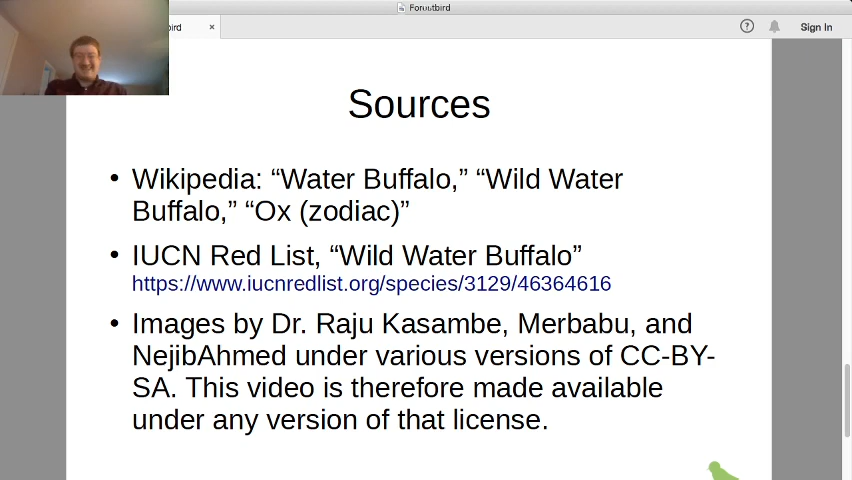 Foroutbird
bird
Sign In
Sources
• Wikipedia: “Water Buffalo,” “Wild Water
Buffalo,” “Ox (zodiac)”
• IUCN Red List, “Wild Water Buffalo”
https://www.iucnredlist.org/species/3129/46364616
• Images by Dr. Raju Kasambe, Merbabu, and
NejibAhmed under various versions of CC-BY-
SA. This video is therefore made available
under any version of that license.